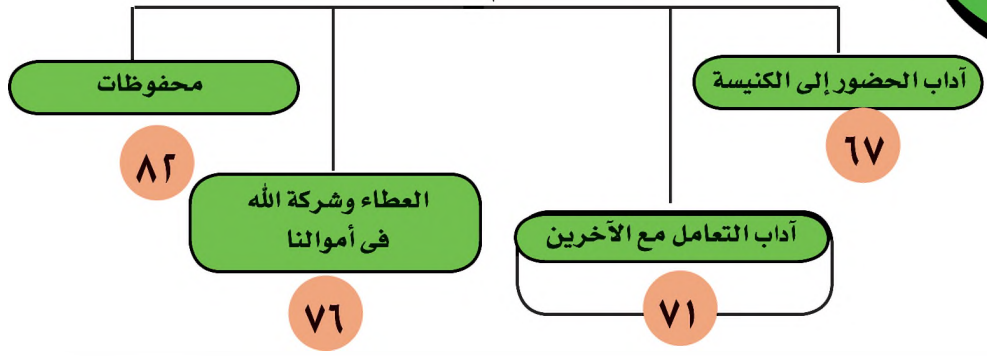 آداب الحضور إلى الكنيسة
٦٧
آداب التعامل مع الآخرين
٧١
العطاء وشركة الله
فى أموالنا
٧٦
محفوظات
٨٢